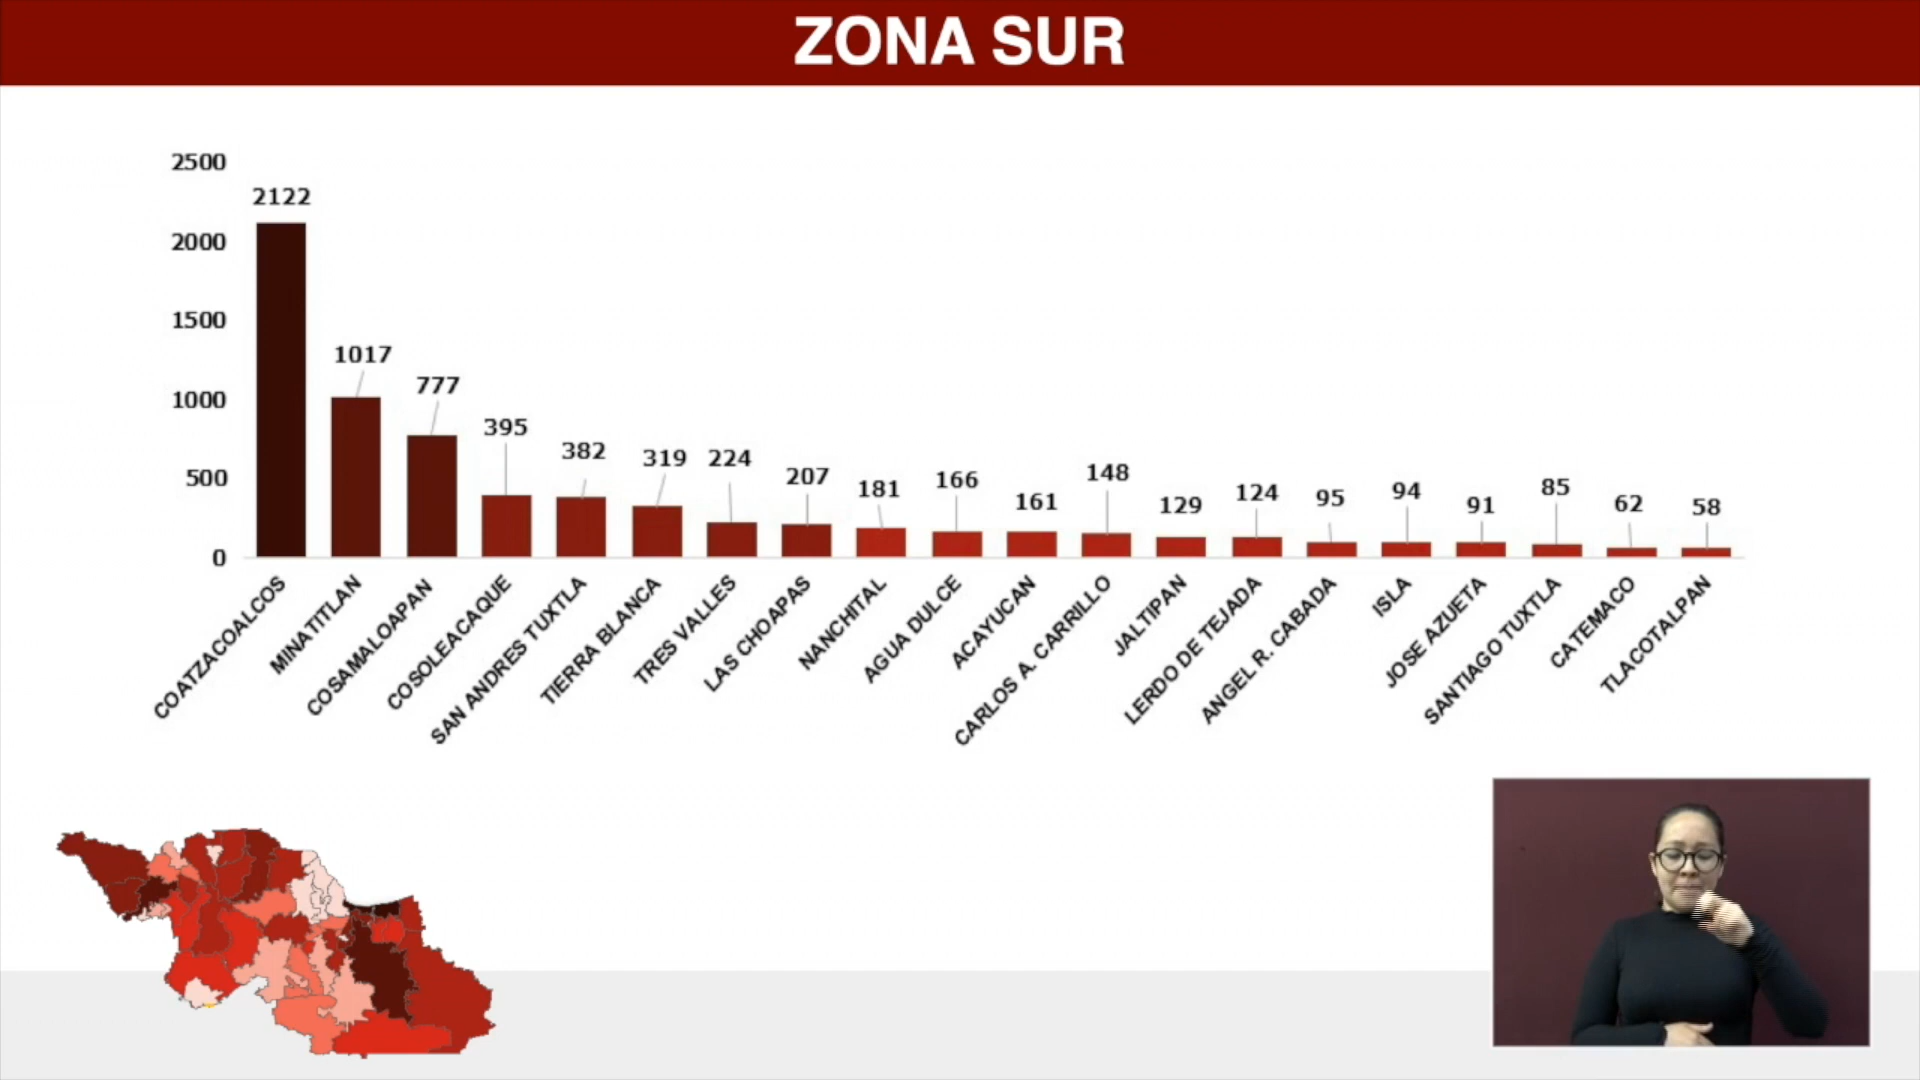 ZONA SUR
2500
2000
1500
1000
500
0
2122
1017
777
395
382
319
224
207
181
166
161
148
129
124
95
94
91
85
62
58
COATZACOALCOS
MINATITLAN
COSAMALOAPAN
COSOLEACAQUE
SAN ANDRES TUXTLA
TIERRA BLANCA
TRES VALLES
LAS CHOAPAS
NANCHITAL
AGUA DULCE
ACAYUCAN
CARLOS A. CARRILLO
JALTIPAN
LERDO DE TEJADA
ANGEL R. CABADA
ISLA
JOSE AZUETA
SANTIAGO TUXTLA
CATEMACO
TLACOTALPAN